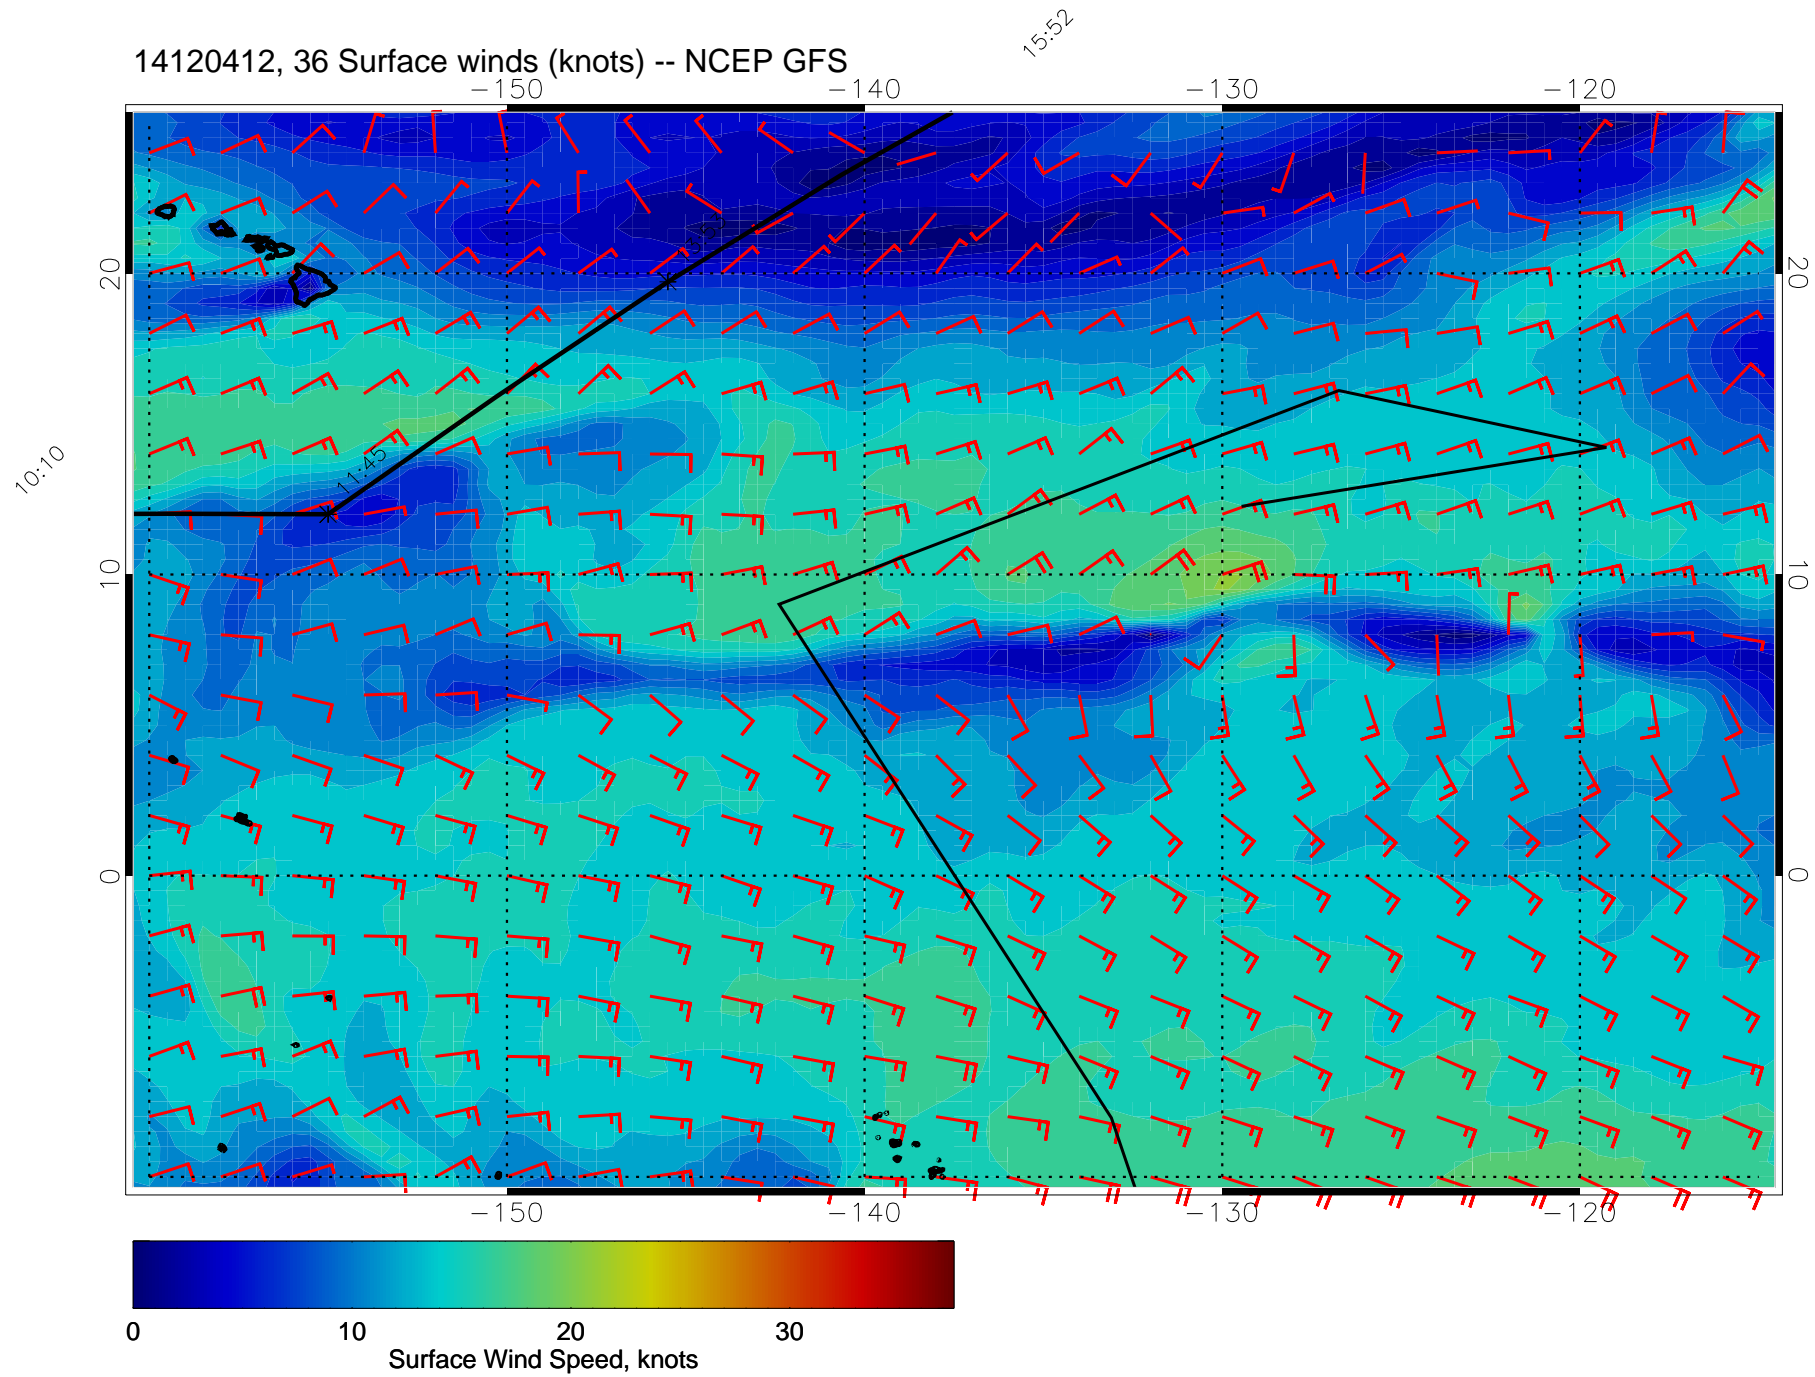 15:52
14120412, 36 Surface winds (knots) -- NCEP GFS
-150 -140 -130 -120
20 20
11:45
10:10
10 10
0 0
-150 -140 -130 -120
0 10 20 30
Surface Wind Speed, knots